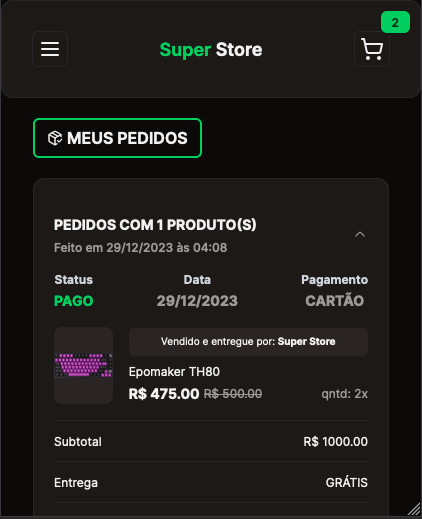 2
Super Store
MEUS PEDIDOS
PEDIDOS COM 1 PRODUTO(S)
Feito em 29/12/2023 às 04:08
Status Data Pagamento
PAGO 29/12/2023 CARTÃO
Vendido e entregue por: Super Store
Epomaker TH80
R$ 475.00 R$ 500.00 qntd: 2x
Subtotal R$ 1000.00
Entrega GRÁTIS